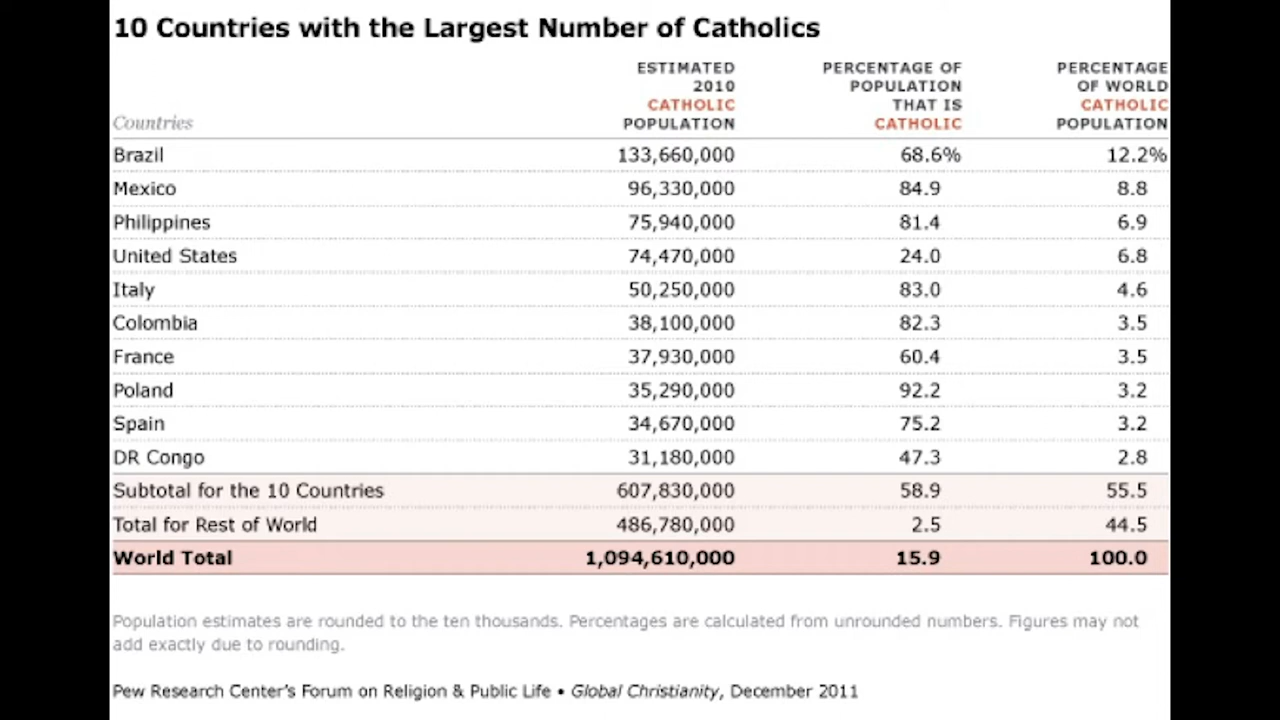 10 Countries with the Largest Number of Catholics
Countries ESTIMATED 2010 CATHOLIC POPULATION PERCENTAGE OF POPULATION THAT IS CATHOLIC PERCENTAGE OF WORLD CATHOLIC POPULATION
Brazil 133,660,000 68.6% 12.2%
Mexico 96,330,000 84.9 8.8
Philippines 75,940,000 81.4 6.9
United States 74,470,000 24.0 6.8
Italy 50,250,000 83.0 4.6
Colombia 38,100,000 82.3 3.5
France 37,930,000 60.4 3.5
Poland 35,290,000 92.2 3.2
Spain 34,670,000 75.2 3.2
DR Congo 31,180,000 47.3 2.8
Subtotal for the 10 Countries 607,830,000 58.9 55.5
Total for Rest of World 486,780,000 2.5 44.5
World Total 1,094,610,000 15.9 100.0
Population estimates are rounded to the ten thousands. Percentages are calculated from unrounded numbers. Figures may not
add exactly due to rounding.
Pew Research Center's Forum on Religion & Public Life • Global Christianity, December 2011